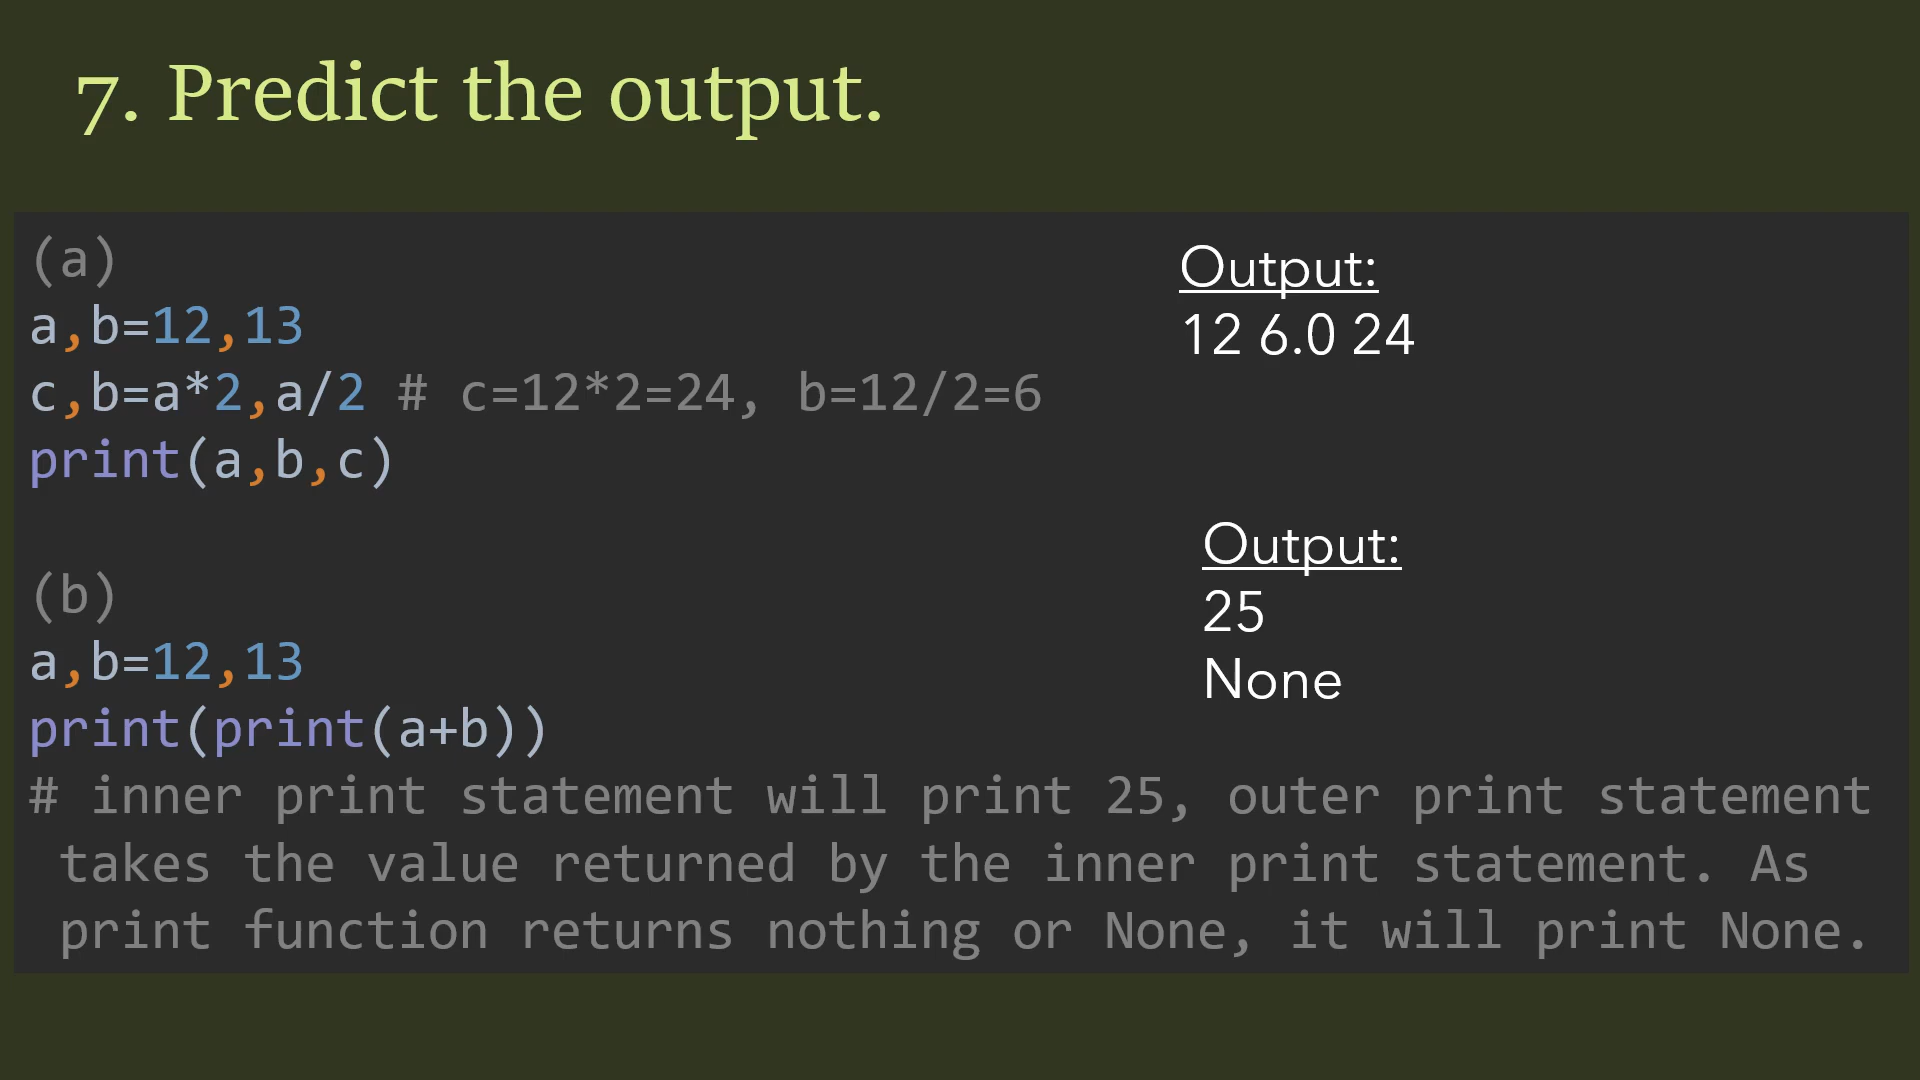 7. Predict the output.
(a)
a,b=12,13
c,b=a*2,a/2 # c=12*2=24, b=12/2=6
print(a,b,c)
Output:
12 6.0 24
(b)
a,b=12,13
print(print(a+b))
# inner print statement will print 25, outer print statement
takes the value returned by the inner print statement. As
print function returns nothing or None, it will print None.
Output:
25
None